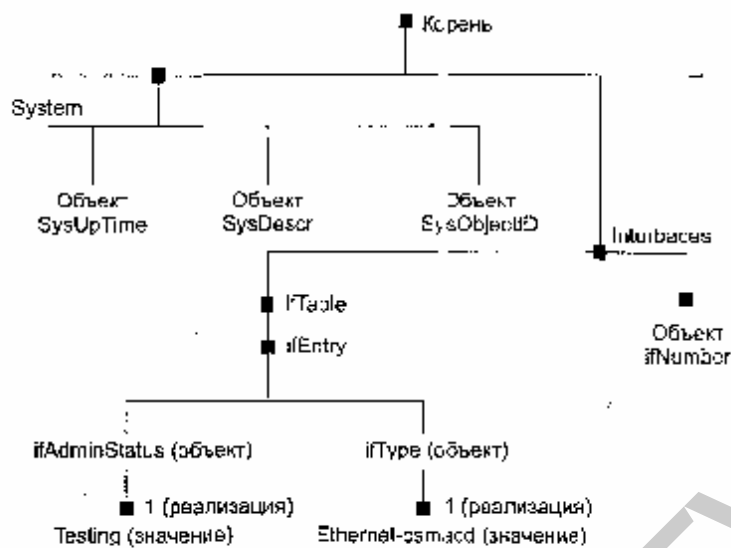 Корень
System
Объект
SysUpTime
Объект
SysDescr
Объект
SysObjectID
Inturbaces
IfTable
ifEntry
Объект
ifNumber
ifAdminStatus (объект)
ifType (объект)
1 (реализация)
Testing (значение)
1 (реализация)
Ethernet-csmacd (значение)